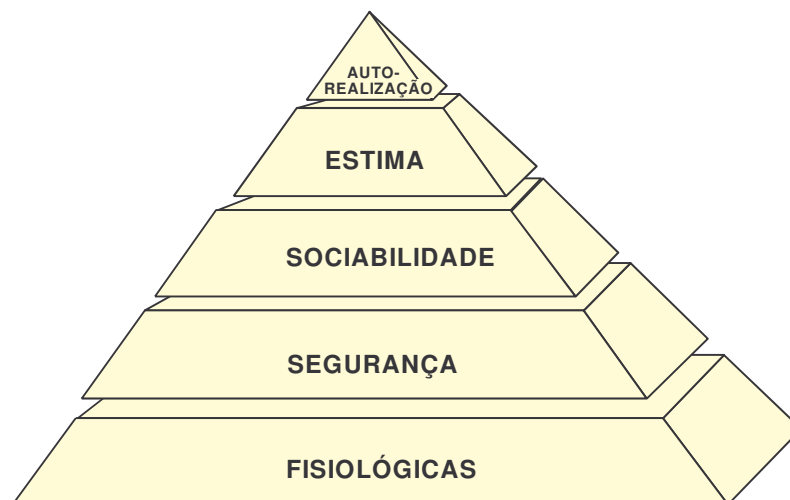 AUTO-
REALIZAÇÃO
ESTIMA
SOCIABILIDADE
SEGURANÇA
FISIOLÓGICAS